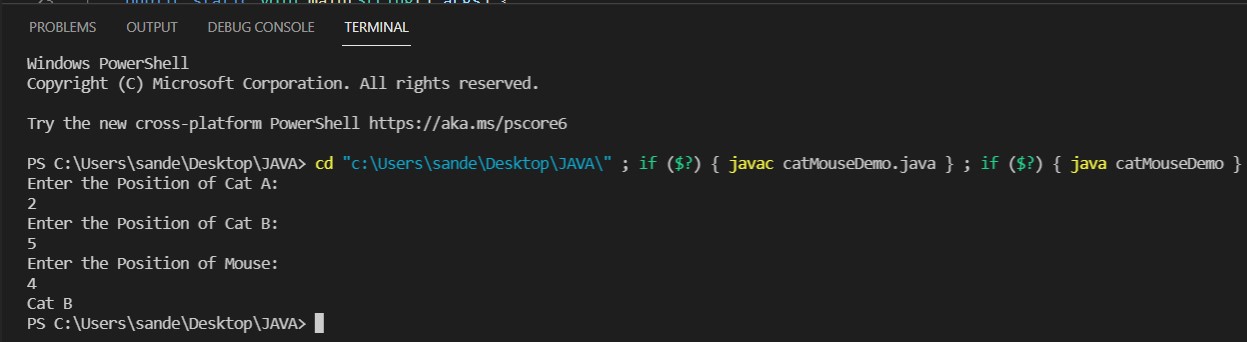 PROBLEMS OUTPUT DEBUG CONSOLE TERMINAL
Windows PowerShell
Copyright (C) Microsoft Corporation. All rights reserved.
Try the new cross-platform PowerShell https://aka.ms/pscore6
PS C:\Users\sande\Desktop\JAVA> cd "c:\Users\sande\Desktop\JAVA\" ; if ($?) { javac catMouseDemo.java } ; if ($?) { java catMouseDemo }
Enter the Position of Cat A:
2
Enter the Position of Cat B:
5
Enter the Position of Mouse:
4
Cat B
PS C:\Users\sande\Desktop\JAVA>